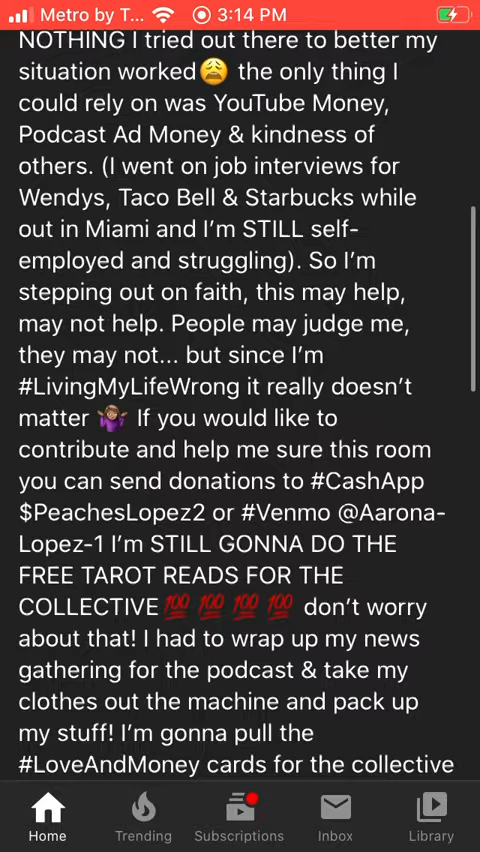 Metro by T... 3:14 PM
NOTHING I tried out there to better my
situation worked😩 the only thing I
could rely on was YouTube Money,
Podcast Ad Money & kindness of
others. (I went on job interviews for
Wendys, Taco Bell & Starbucks while
out in Miami and I’m STILL self-
employed and struggling). So I’m
stepping out on faith, this may help,
may not help. People may judge me,
they may not... but since I’m
#LivingMyLifeWrong it really doesn’t
matter 🤷🏽‍♀️ If you would like to
contribute and help me sure this room
you can send donations to #CashApp
$PeachesLopez2 or #Venmo @Aarona-
Lopez-1 I’m STILL GONNA DO THE
FREE TAROT READS FOR THE
COLLECTIVE💯 💯 💯 💯 don’t worry
about that! I had to wrap up my news
gathering for the podcast & take my
clothes out the machine and pack up
my stuff! I’m gonna pull the
#LoveAndMoney cards for the collective
Home Trending Subscriptions Inbox Library